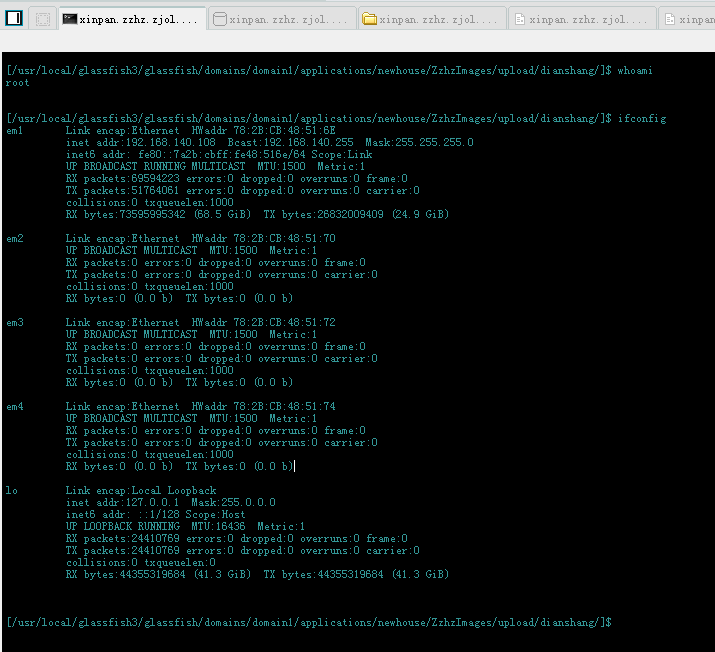 xinpan.zzhz.zjol....
xinpan.zzhz.zjol....
xinpan.zzhz.zjol....
xinpan.zzhz.zjol....
xinpan
[/usr/local/glassfish3/glassfish/domains/domain1/applications/newhouse/ZzhzImages/upload/dianshang/]$ whoami
root
[/usr/local/glassfish3/glassfish/domains/domain1/applications/newhouse/ZzhzImages/upload/dianshang/]$ ifconfig
em1 Link encap:Ethernet HWaddr 78:2B:CB:48:51:6E
inet addr:192.168.140.108 Bcast:192.168.140.255 Mask:255.255.255.0
inet6 addr: fe80::7a2b:cbff:fe48:516e/64 Scope:Link
UP BROADCAST RUNNING MULTICAST MTU:1500 Metric:1
RX packets:69594223 errors:0 dropped:0 overruns:0 frame:0
TX packets:51764061 errors:0 dropped:0 overruns:0 carrier:0
collisions:0 txqueuelen:1000
RX bytes:73595995342 (68.5 GiB) TX bytes:26832009409 (24.9 GiB)
em2 Link encap:Ethernet HWaddr 78:2B:CB:48:51:70
UP BROADCAST MULTICAST MTU:1500 Metric:1
RX packets:0 errors:0 dropped:0 overruns:0 frame:0
TX packets:0 errors:0 dropped:0 overruns:0 carrier:0
collisions:0 txqueuelen:1000
RX bytes:0 (0.0 b) TX bytes:0 (0.0 b)
em3 Link encap:Ethernet HWaddr 78:2B:CB:48:51:72
UP BROADCAST MULTICAST MTU:1500 Metric:1
RX packets:0 errors:0 dropped:0 overruns:0 frame:0
TX packets:0 errors:0 dropped:0 overruns:0 carrier:0
collisions:0 txqueuelen:1000
RX bytes:0 (0.0 b) TX bytes:0 (0.0 b)
em4 Link encap:Ethernet HWaddr 78:2B:CB:48:51:74
UP BROADCAST MULTICAST MTU:1500 Metric:1
RX packets:0 errors:0 dropped:0 overruns:0 frame:0
TX packets:0 errors:0 dropped:0 overruns:0 carrier:0
collisions:0 txqueuelen:1000
RX bytes:0 (0.0 b) TX bytes:0 (0.0 b)
lo Link encap:Local Loopback
inet addr:127.0.0.1 Mask:255.0.0.0
inet6 addr: ::1/128 Scope:Host
UP LOOPBACK RUNNING MTU:16436 Metric:1
RX packets:24410769 errors:0 dropped:0 overruns:0 frame:0
TX packets:24410769 errors:0 dropped:0 overruns:0 carrier:0
collisions:0 txqueuelen:0
RX bytes:44355319684 (41.3 GiB) TX bytes:44355319684 (41.3 GiB)
[/usr/local/glassfish3/glassfish/domains/domain1/applications/newhouse/ZzhzImages/upload/dianshang/]$